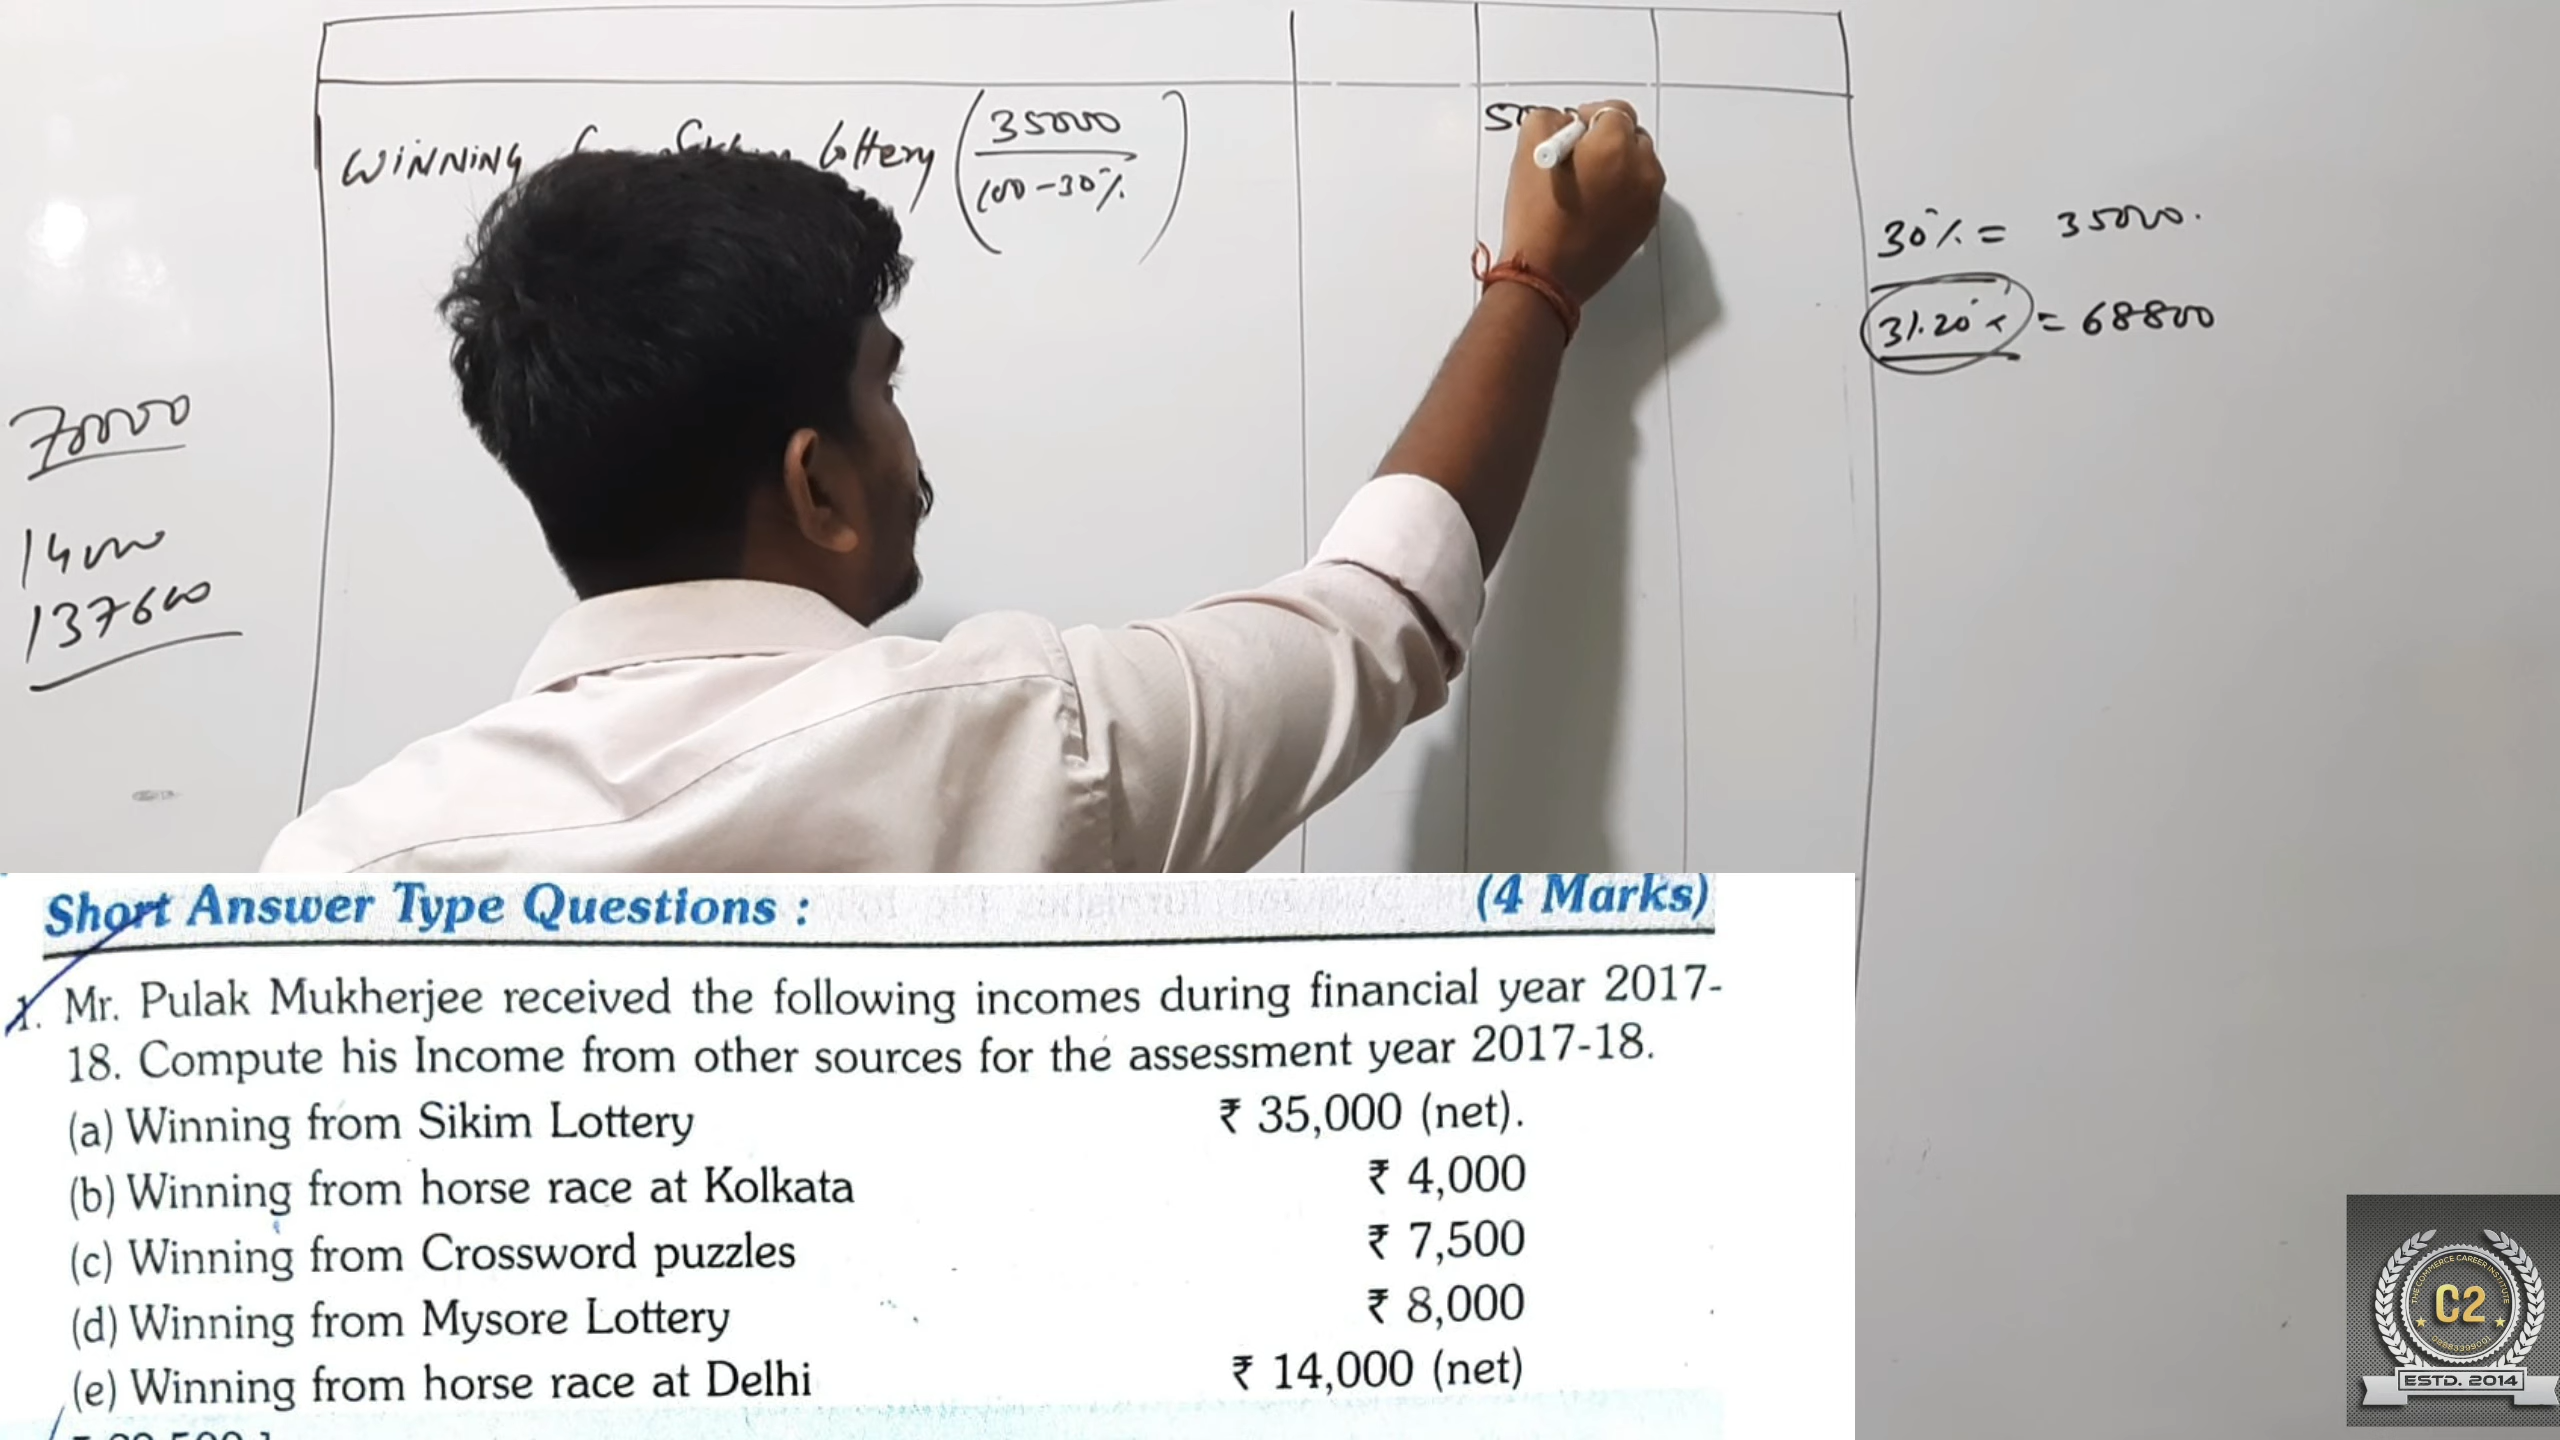 WINNING lottery (35000
100-30%)
30% = 35000.
31.20% = 68800
70000
14000
137600
Short Answer Type Questions : (4 Marks)
1. Mr. Pulak Mukherjee received the following incomes during financial year 2017-
18. Compute his Income from other sources for the assessment year 2017-18.
(a) Winning from Sikim Lottery ₹ 35,000 (net).
(b) Winning from horse race at Kolkata ₹ 4,000
(c) Winning from Crossword puzzles ₹ 7,500
(d) Winning from Mysore Lottery ₹ 8,000
(e) Winning from horse race at Delhi ₹ 14,000 (net)
THE COMMERCE CAREER INSTITUTE
C2
ESTD. 2014